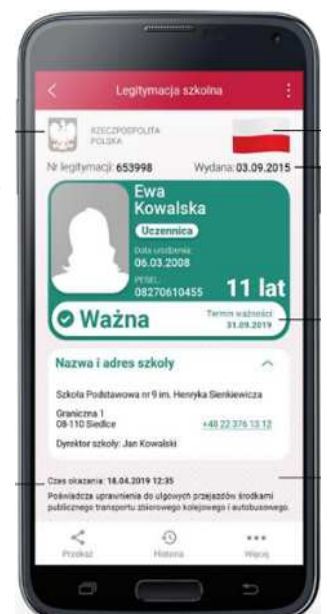 Legitymacja szkolna
RZECZPOSPOLITA
POLSKA
Nr legitymacji: 653998 Wydana: 03.09.2015
Ewa
Kowalska
Uczennica
Data urodzenia:
06.03.2008
PESEL:
08270610455
11 lat
Ważna
Termin ważności:
31.09.2019
Nazwa i adres szkoły
Szkoła Podstawowa nr 9 im. Henryka Sienkiewicza
Graniczna 1
08-110 Siedlce +48 22 376 13 12
Dyrektor szkoły: Jan Kowalski
Czas okazania: 18.04.2019 12:35
Poświadcza uprawnienia do ulgowych przejazdów środkami
publicznego transportu zbiorowego kolejowego i autobusowego.
Przekaż Historia Więcej